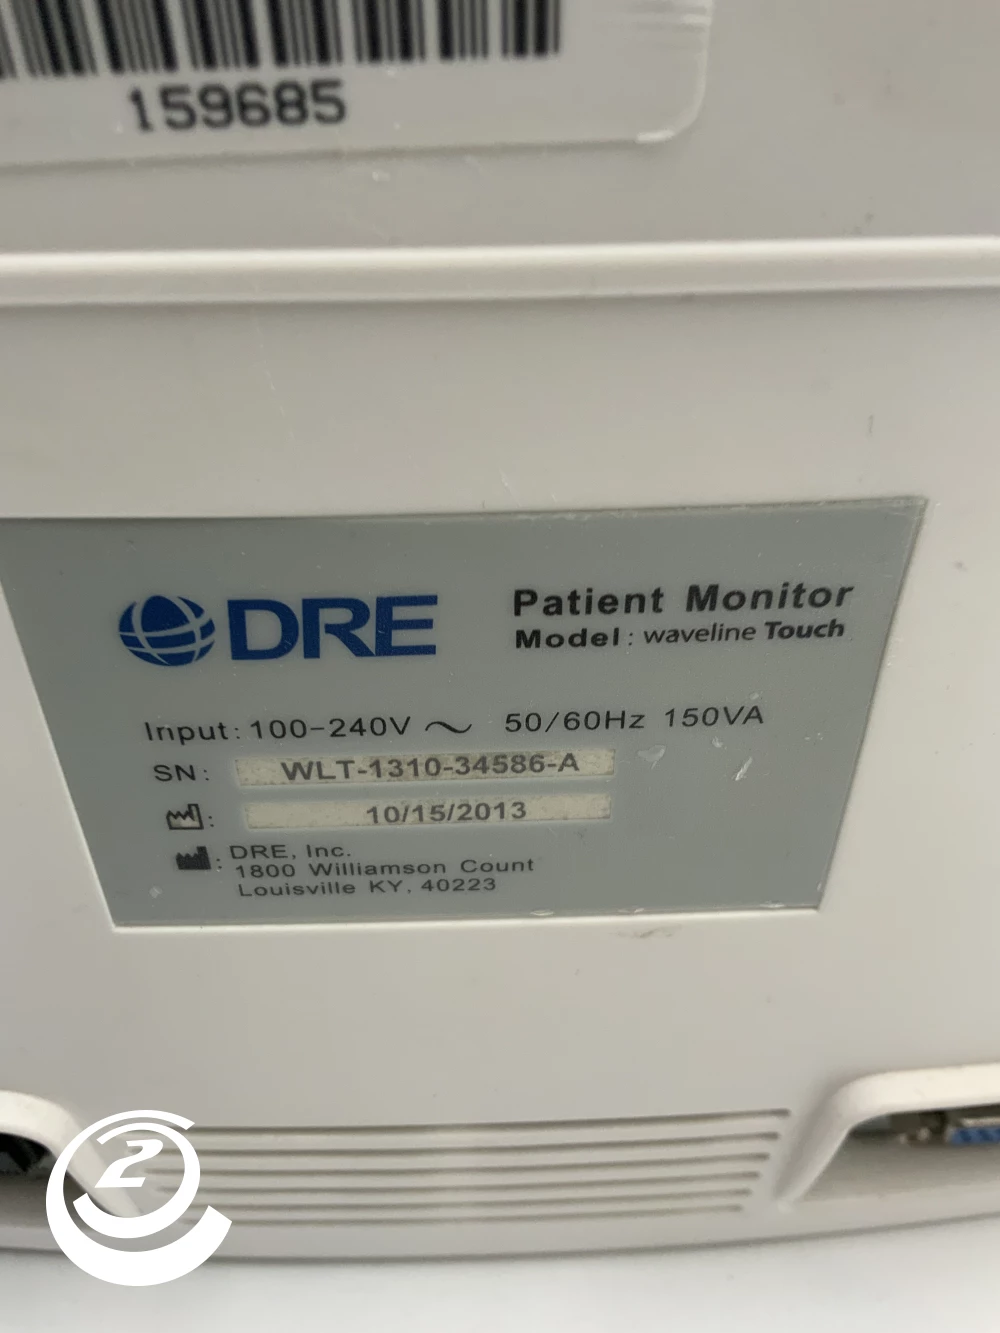 159685
DRE
Patient Monitor
Model: waveline Touch
Input: 100-240V ～ 50/60Hz 150VA
SN: WLT-1310-34586-A
: 10/15/2013
: DRE, Inc.
1800 Williamson Count
Louisville KY, 40223
2